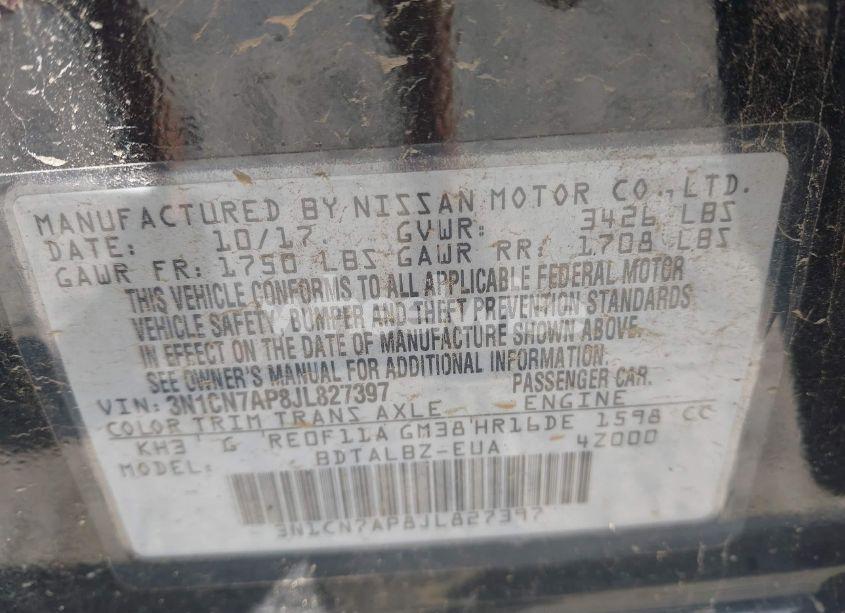 MANUFACTURED BY NISSAN MOTOR CO., LTD.
DATE: 10/17. GVWR: 3426 LBS
GAWR FR: 1750 LBS GAWR RR: 1708 LBS
THIS VEHICLE CONFORMS TO ALL APPLICABLE FEDERAL MOTOR
VEHICLE SAFETY, BUMPER AND THEFT PREVENTION STANDARDS
IN EFFECT ON THE DATE OF MANUFACTURE SHOWN ABOVE.
SEE OWNER'S MANUAL FOR ADDITIONAL INFORMATION.
VIN: 3N1CN7AP8JL827397 PASSENGER CAR.
COLOR TRIM TRANS AXLE ENGINE
KH3 G RE0F11A GM38 HR16DE 1598 CC
MODEL: BDTALBZ-EUA 4Z000
3N1CN7AP8JL827397